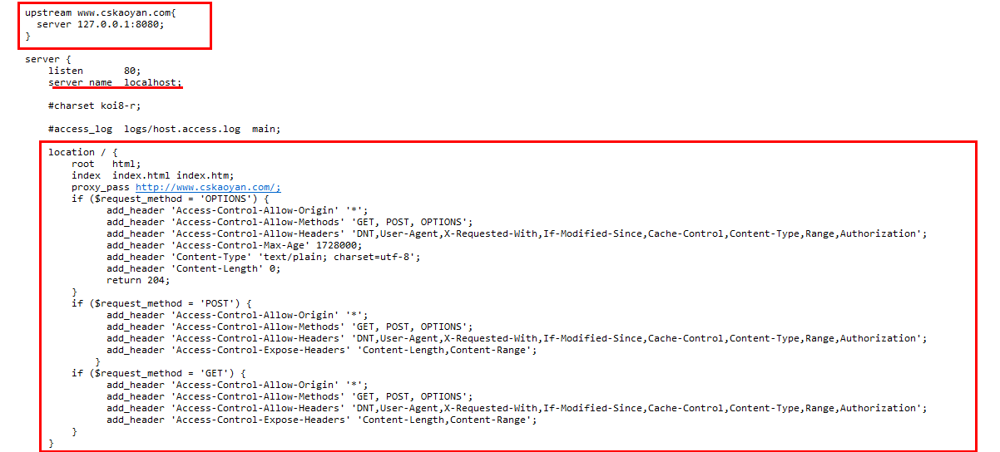 upstream www.cskaoyan.com{
  server 127.0.0.1:8080;
}
server {
    listen       80;
    server_name  localhost;
    #charset koi8-r;
    #access_log  logs/host.access.log  main;
    location / {
        root   html;
        index  index.html index.htm;
        proxy_pass http://www.cskaoyan.com/;
        if ($request_method = 'OPTIONS') {
              add_header 'Access-Control-Allow-Origin' '*';
              add_header 'Access-Control-Allow-Methods' 'GET, POST, OPTIONS';
              add_header 'Access-Control-Allow-Headers' 'DNT,User-Agent,X-Requested-With,If-Modified-Since,Cache-Control,Content-Type,Range,Authorization';
              add_header 'Access-Control-Max-Age' 1728000;
              add_header 'Content-Type' 'text/plain; charset=utf-8';
              add_header 'Content-Length' 0;
              return 204;
        }
        if ($request_method = 'POST') {
              add_header 'Access-Control-Allow-Origin' '*';
              add_header 'Access-Control-Allow-Methods' 'GET, POST, OPTIONS';
              add_header 'Access-Control-Allow-Headers' 'DNT,User-Agent,X-Requested-With,If-Modified-Since,Cache-Control,Content-Type,Range,Authorization';
              add_header 'Access-Control-Expose-Headers' 'Content-Length,Content-Range';
            }
        if ($request_method = 'GET') {
              add_header 'Access-Control-Allow-Origin' '*';
              add_header 'Access-Control-Allow-Methods' 'GET, POST, OPTIONS';
              add_header 'Access-Control-Allow-Headers' 'DNT,User-Agent,X-Requested-With,If-Modified-Since,Cache-Control,Content-Type,Range,Authorization';
              add_header 'Access-Control-Expose-Headers' 'Content-Length,Content-Range';
        }
    }